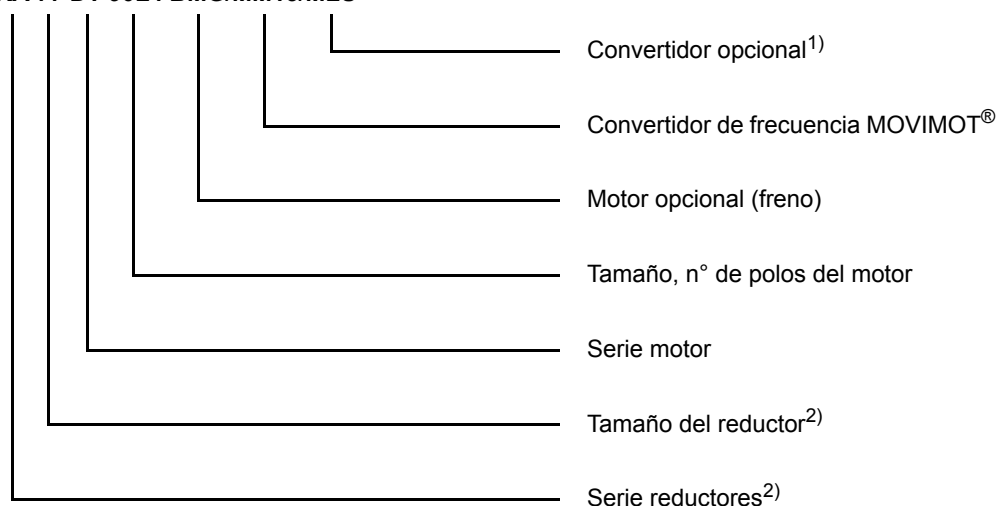 Convertidor opcional1)
Convertidor de frecuencia MOVIMOT®
Motor opcional (freno)
Tamaño, n° de polos del motor
Serie motor
Tamaño del reductor2)
Serie reductores2)